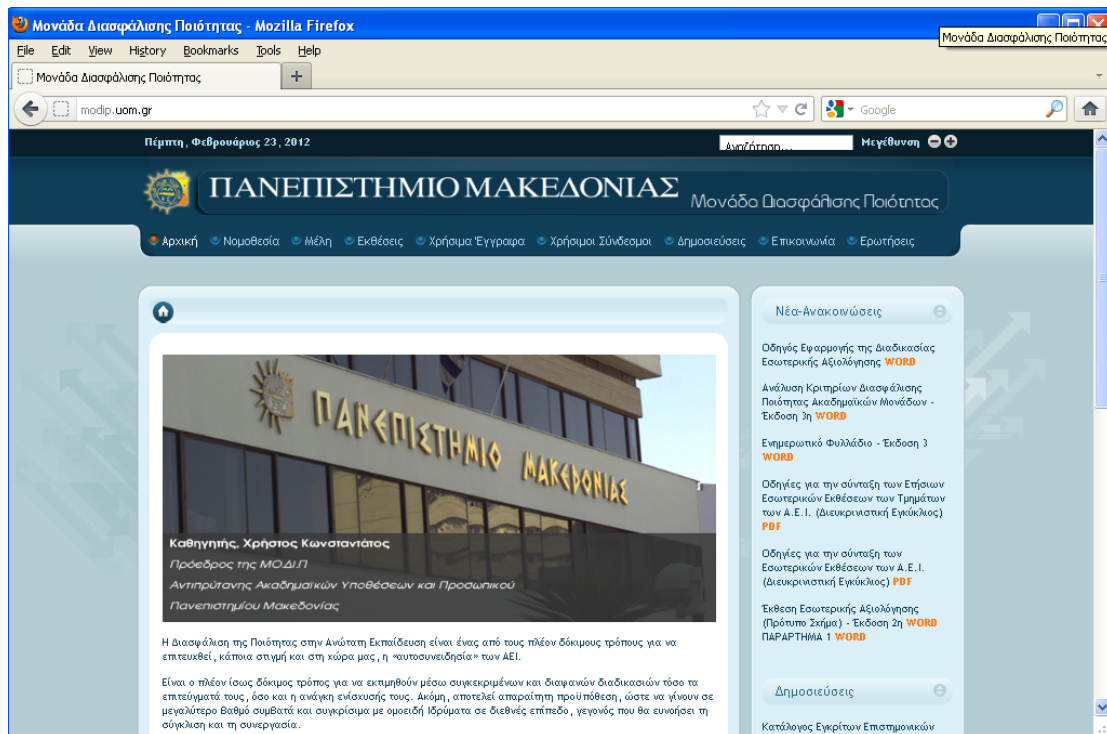 Μονάδα Διασφάλισης Ποιότητας - Mozilla Firefox
Μονάδα Διασφάλισης Ποιότητας
File Edit View History Bookmarks Tools Help
Μονάδα Διασφάλισης Ποιότητας
modip.uom.gr
Google
Πέμπτη, Φεβρουάριος 23, 2012
Αναζήτηση...
Μεγέθυνση
ΠΑΝΕΠΙΣΤΗΜΙΟ ΜΑΚΕΔΟΝΙΑΣ
Μονάδα Διασφάλισης Ποιότητας
Αρχική Νομοθεσία Μέλη Εκθέσεις Χρήσιμα Έγγραφα Χρήσιμοι Σύνδεσμοι Δημοσιεύσεις Επικοινωνία Ερωτήσεις
ΠΑΝΕΠΙΣΤΗΜΙΟ ΜΑΚΕΔΟΝΙΑΣ
Καθηγητής, Χρήστος Κωνσταντάτος
Πρόεδρος της ΜΟ.ΔΙ.Π
Αντιπρύτανης Ακαδημαϊκών Υποθέσεων και Προσωπικού
Πανεπιστημίου Μακεδονίας
Η Διασφάλιση της Ποιότητας στην Ανώτατη Εκπαίδευση είναι ένας από τους πλέον δόκιμους τρόπους για να
επιτευχθεί, κάποια στιγμή και στη χώρα μας, η «αυτοσυνειδησία» των ΑΕΙ.
Είναι ο πλέον ίσως δόκιμος τρόπος για να εκτιμηθούν μέσω συγκεκριμένων και διαφανών διαδικασιών τόσο τα
επιτεύγματά τους, όσο και η ανάγκη ενίσχυσής τους. Ακόμη, αποτελεί απαραίτητη προϋπόθεση, ώστε να γίνουν σε
μεγαλύτερο βαθμό συμβατά και συγκρίσιμα με ομοειδή Ιδρύματα σε διεθνές επίπεδο, γεγονός που θα ευνοήσει τη
σύγκλιση και τη συνεργασία.
Νέα-Ανακοινώσεις
Οδηγός Εφαρμογής της Διαδικασίας
Εσωτερικής Αξιολόγησης WORD
Ανάλυση Κριτηρίων Διασφάλισης
Ποιότητας Ακαδημαϊκών Μονάδων -
Έκδοση 3η WORD
Ενημερωτικό Φυλλάδιο - Έκδοση 3
WORD
Οδηγίες για την σύνταξη των Ετήσιων
Εσωτερικών Εκθέσεων των Τμημάτων
των Α.Ε.Ι. (Διευκρινιστική Εγκύκλιος)
PDF
Οδηγίες για την σύνταξη των
Εσωτερικών Εκθέσεων των Α.Ε.Ι.
(Διευκρινιστική Εγκύκλιος) PDF
Έκθεση Εσωτερικής Αξιολόγησης
(Πρότυπο Σχήμα) - Έκδοση 2η WORD
ΠΑΡΑΡΤΗΜΑ 1 WORD
Δημοσιεύσεις
Κατάλογος Εγκρίτων Επιστημονικών